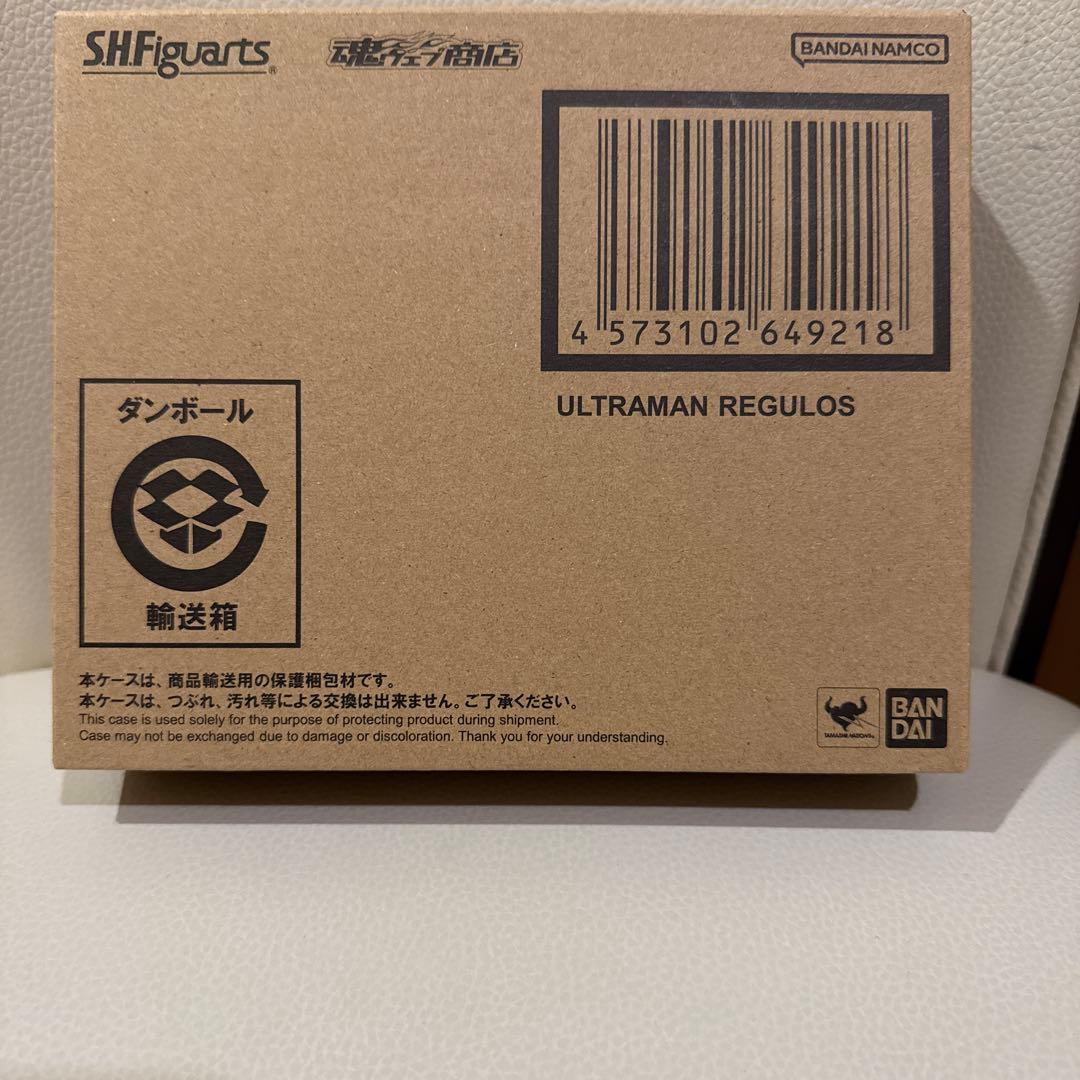 S.H.Figuarts®
魂ウェブ商店
BANDAI NAMCO
4 573102 649218
ULTRAMAN REGULOS
ダンボール
輸送箱
本ケースは、商品輸送用の保護梱包材です。
本ケースは、つぶれ、汚れ等による交換は出来ません。ご了承ください。
This case is used solely for the purpose of protecting product during shipment.
Case may not be exchanged due to damage or discoloration. Thank you for your understanding.
TAMASHII NATIONS
BAN
DAI